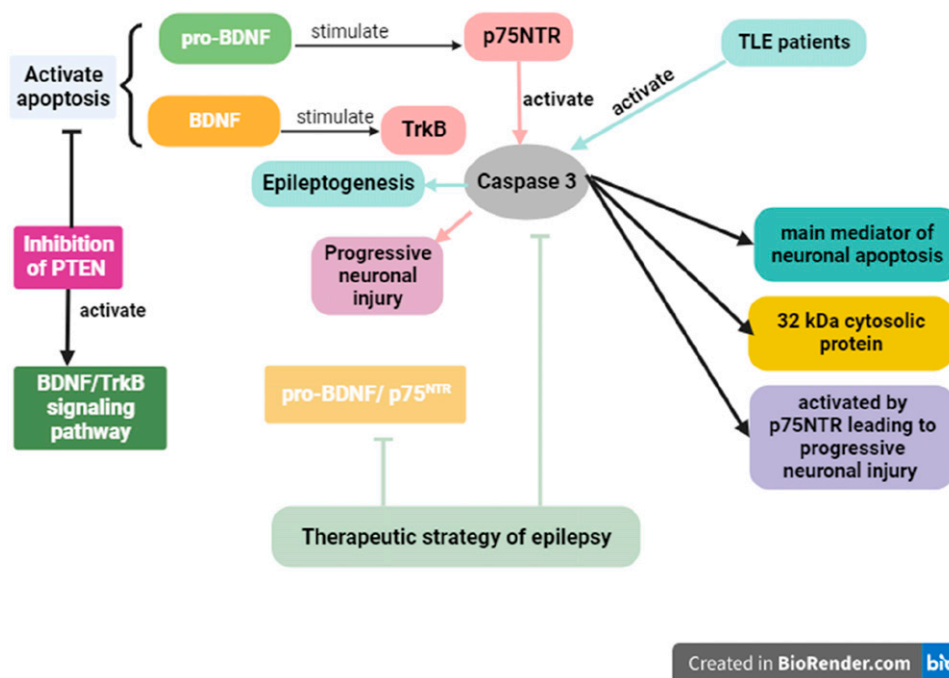 pro-BDNF
stimulate
p75NTR
TLE patients
Activate
apoptosis
activate
activate
BDNF
stimulate
TrkB
Epileptogenesis
Caspase 3
Inhibition
of PTEN
Progressive
neuronal
injury
main mediator of
neuronal apoptosis
activate
32 kDa cytosolic
protein
BDNF/TrkB
signaling
pathway
pro-BDNF/ p75NTR
activated by
p75NTR leading to
progressive
neuronal injury
Therapeutic strategy of epilepsy
Created in BioRender.com
bio